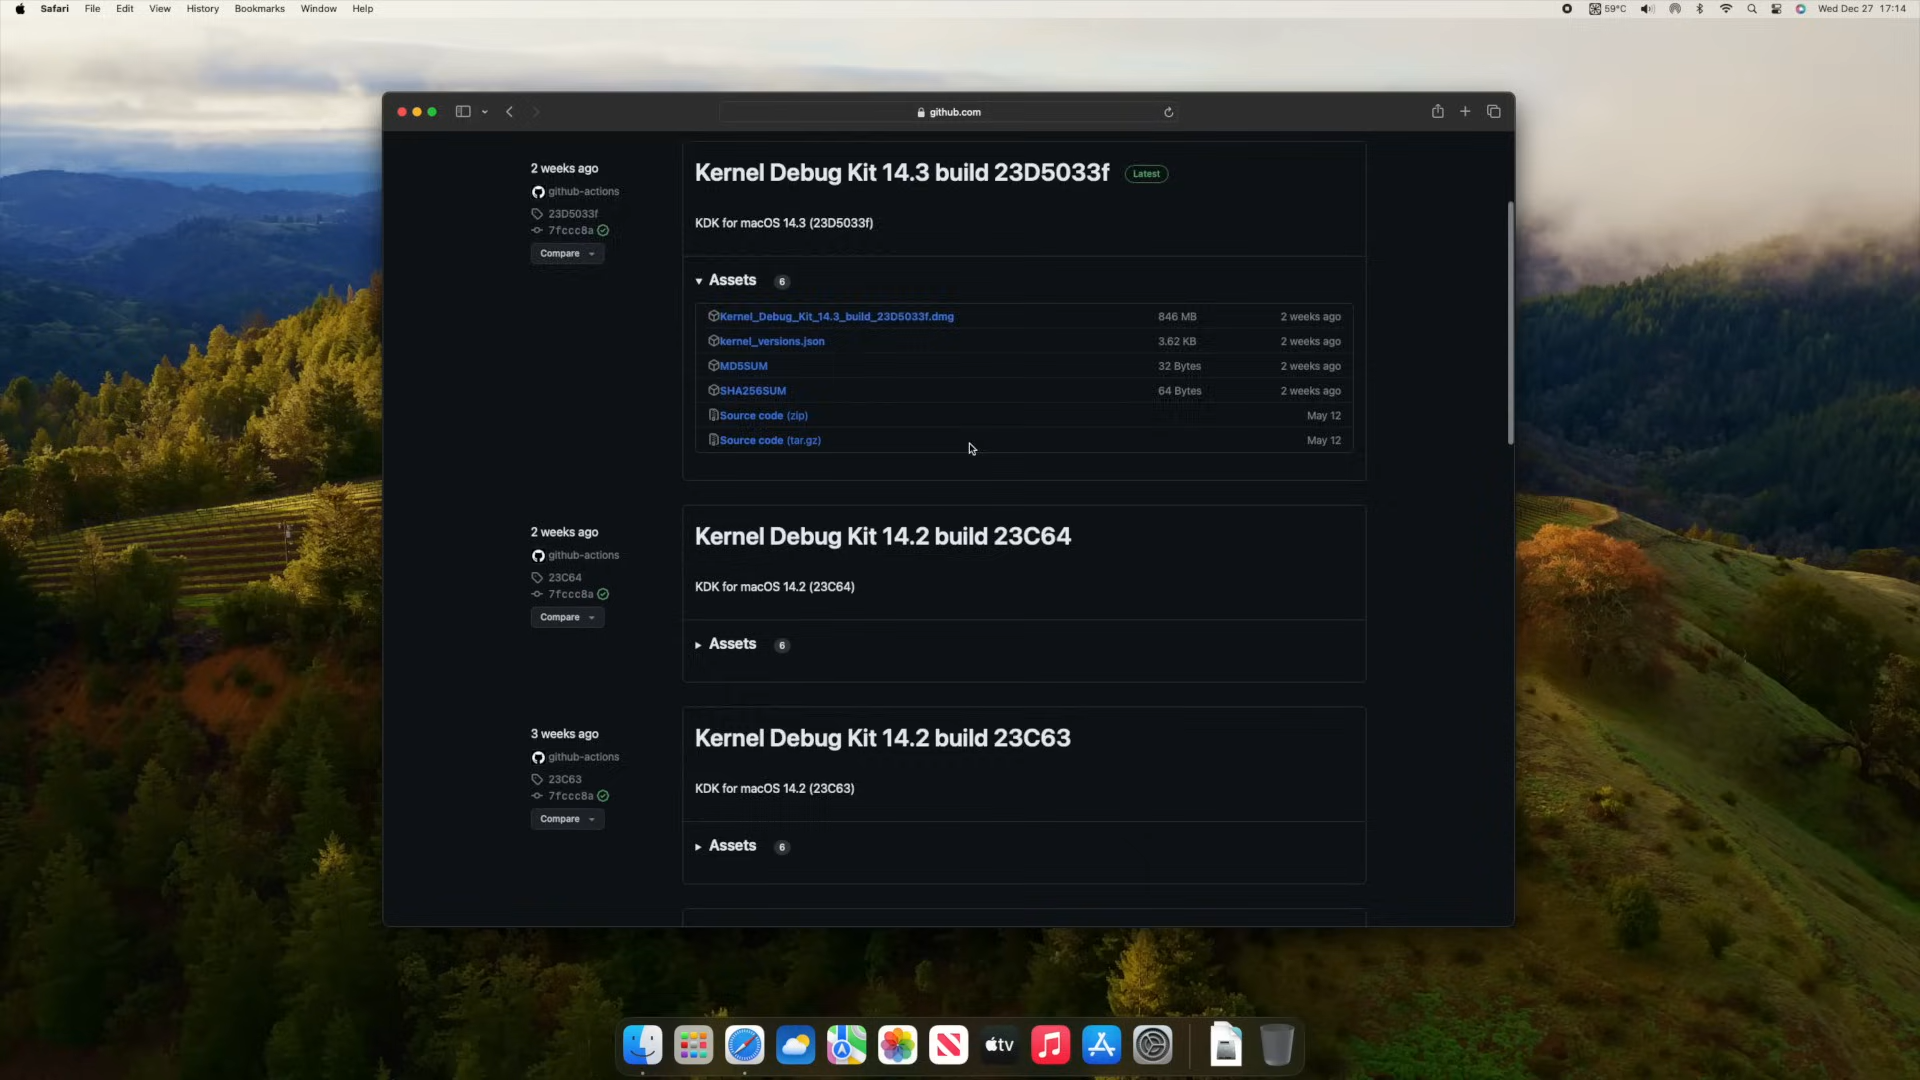 Safari File Edit View History Bookmarks Window Help
59°C
Wed Dec 27 17:14
github.com
2 weeks ago
github-actions
23D5033f
7fccc8a
Compare
Kernel Debug Kit 14.3 build 23D5033f Latest
KDK for macOS 14.3 (23D5033f)
Assets 6
Kernel_Debug_Kit_14.3_build_23D5033f.dmg 846 MB 2 weeks ago
kernel_versions.json 3.62 KB 2 weeks ago
MD5SUM 32 Bytes 2 weeks ago
SHA256SUM 64 Bytes 2 weeks ago
Source code (zip) May 12
Source code (tar.gz) May 12
2 weeks ago
github-actions
23C64
7fccc8a
Compare
Kernel Debug Kit 14.2 build 23C64
KDK for macOS 14.2 (23C64)
Assets 6
3 weeks ago
github-actions
23C63
7fccc8a
Compare
Kernel Debug Kit 14.2 build 23C63
KDK for macOS 14.2 (23C63)
Assets 6
tv